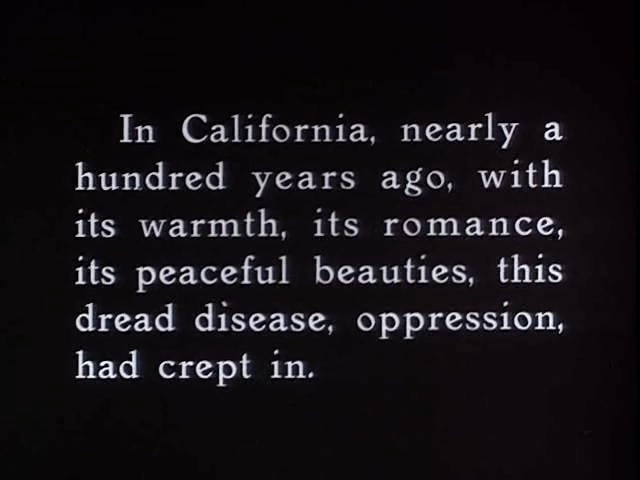 In California, nearly a
hundred years ago, with
its warmth, its romance,
its peaceful beauties, this
dread disease, oppression,
had crept in.